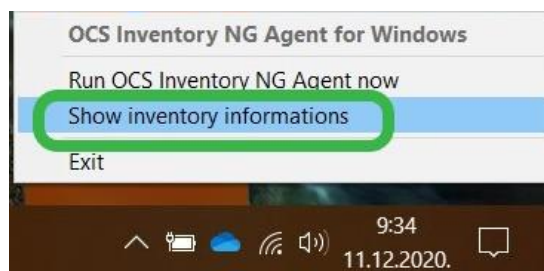 OCS Inventory NG Agent for Windows
Run OCS Inventory NG Agent now
Show inventory informations
Exit
9:34
11.12.2020.